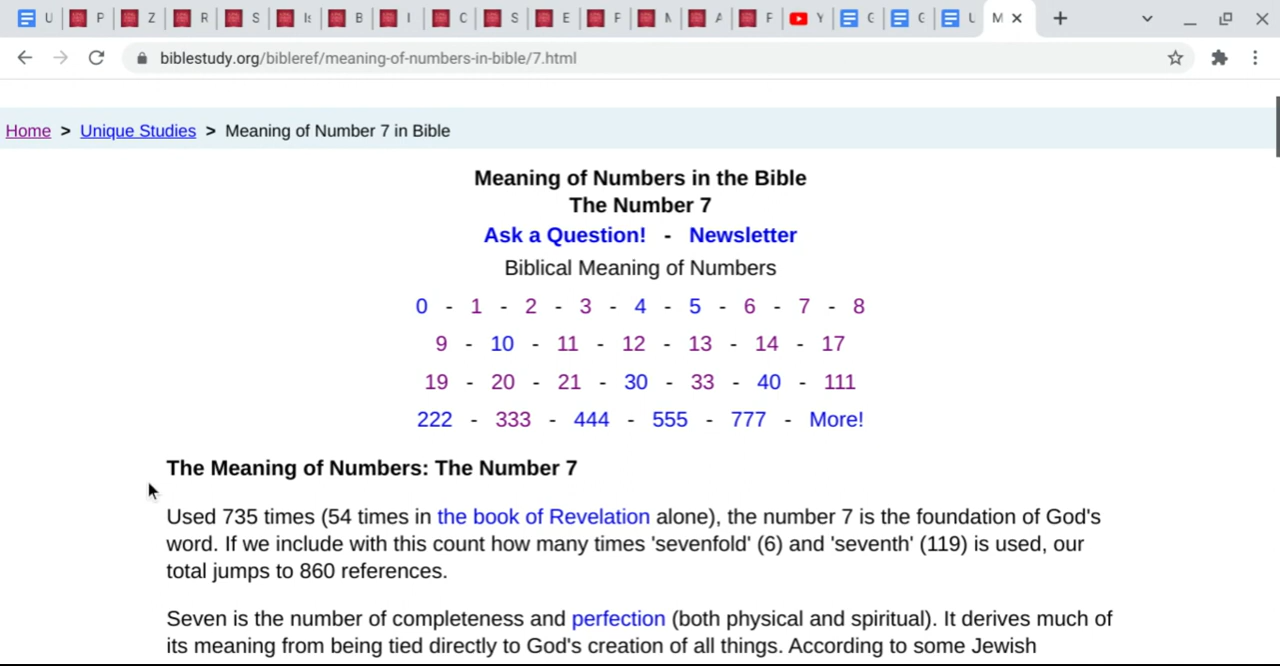 U P Z R S Is B I C S E F A F Y G G U M
biblestudy.org/bibleref/meaning-of-numbers-in-bible/7.html
Home > Unique Studies > Meaning of Number 7 in Bible
Meaning of Numbers in the Bible
The Number 7
Ask a Question! - Newsletter
Biblical Meaning of Numbers
0 - 1 - 2 - 3 - 4 - 5 - 6 - 7 - 8
9 - 10 - 11 - 12 - 13 - 14 - 17
19 - 20 - 21 - 30 - 33 - 40 - 111
222 - 333 - 444 - 555 - 777 - More!
The Meaning of Numbers: The Number 7
Used 735 times (54 times in the book of Revelation alone), the number 7 is the foundation of God's
word. If we include with this count how many times 'sevenfold' (6) and 'seventh' (119) is used, our
total jumps to 860 references.
Seven is the number of completeness and perfection (both physical and spiritual). It derives much of
its meaning from being tied directly to God's creation of all things. According to some Jewish